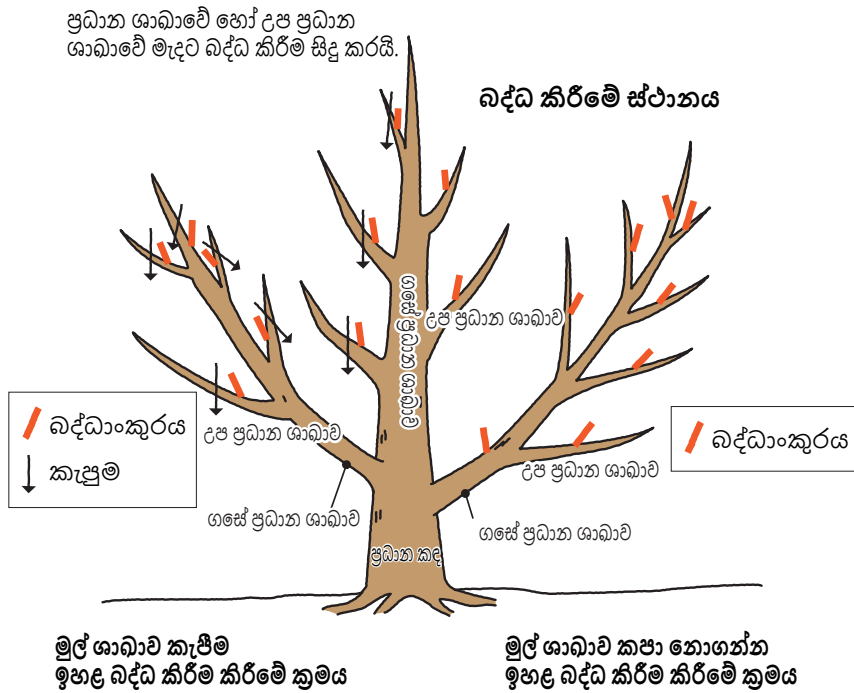 ප්‍රධාන ශාඛාවේ හෝ උප ප්‍රධාන
ශාඛාවේ මැදට බද්ධ කිරීම සිදු කරයි.
බද්ධ කිරීමේ ස්ථානය
ගසේ ප්‍රධාන ශාඛාව
උප ප්‍රධාන ශාඛාව
බද්ධාංකුරය
කැපුම
උප ප්‍රධාන ශාඛාව
බද්ධාංකුරය
උප ප්‍රධාන ශාඛාව
ගසේ ප්‍රධාන ශාඛාව
ගසේ ප්‍රධාන ශාඛාව
ප්‍රධාන කඳ
මුල් ශාඛාව කැපීම
ඉහළ බද්ධ කිරීම කිරීමේ ක්‍රමය
මුල් ශාඛාව කපා නොගන්න
ඉහළ බද්ධ කිරීම කිරීමේ ක්‍රමය